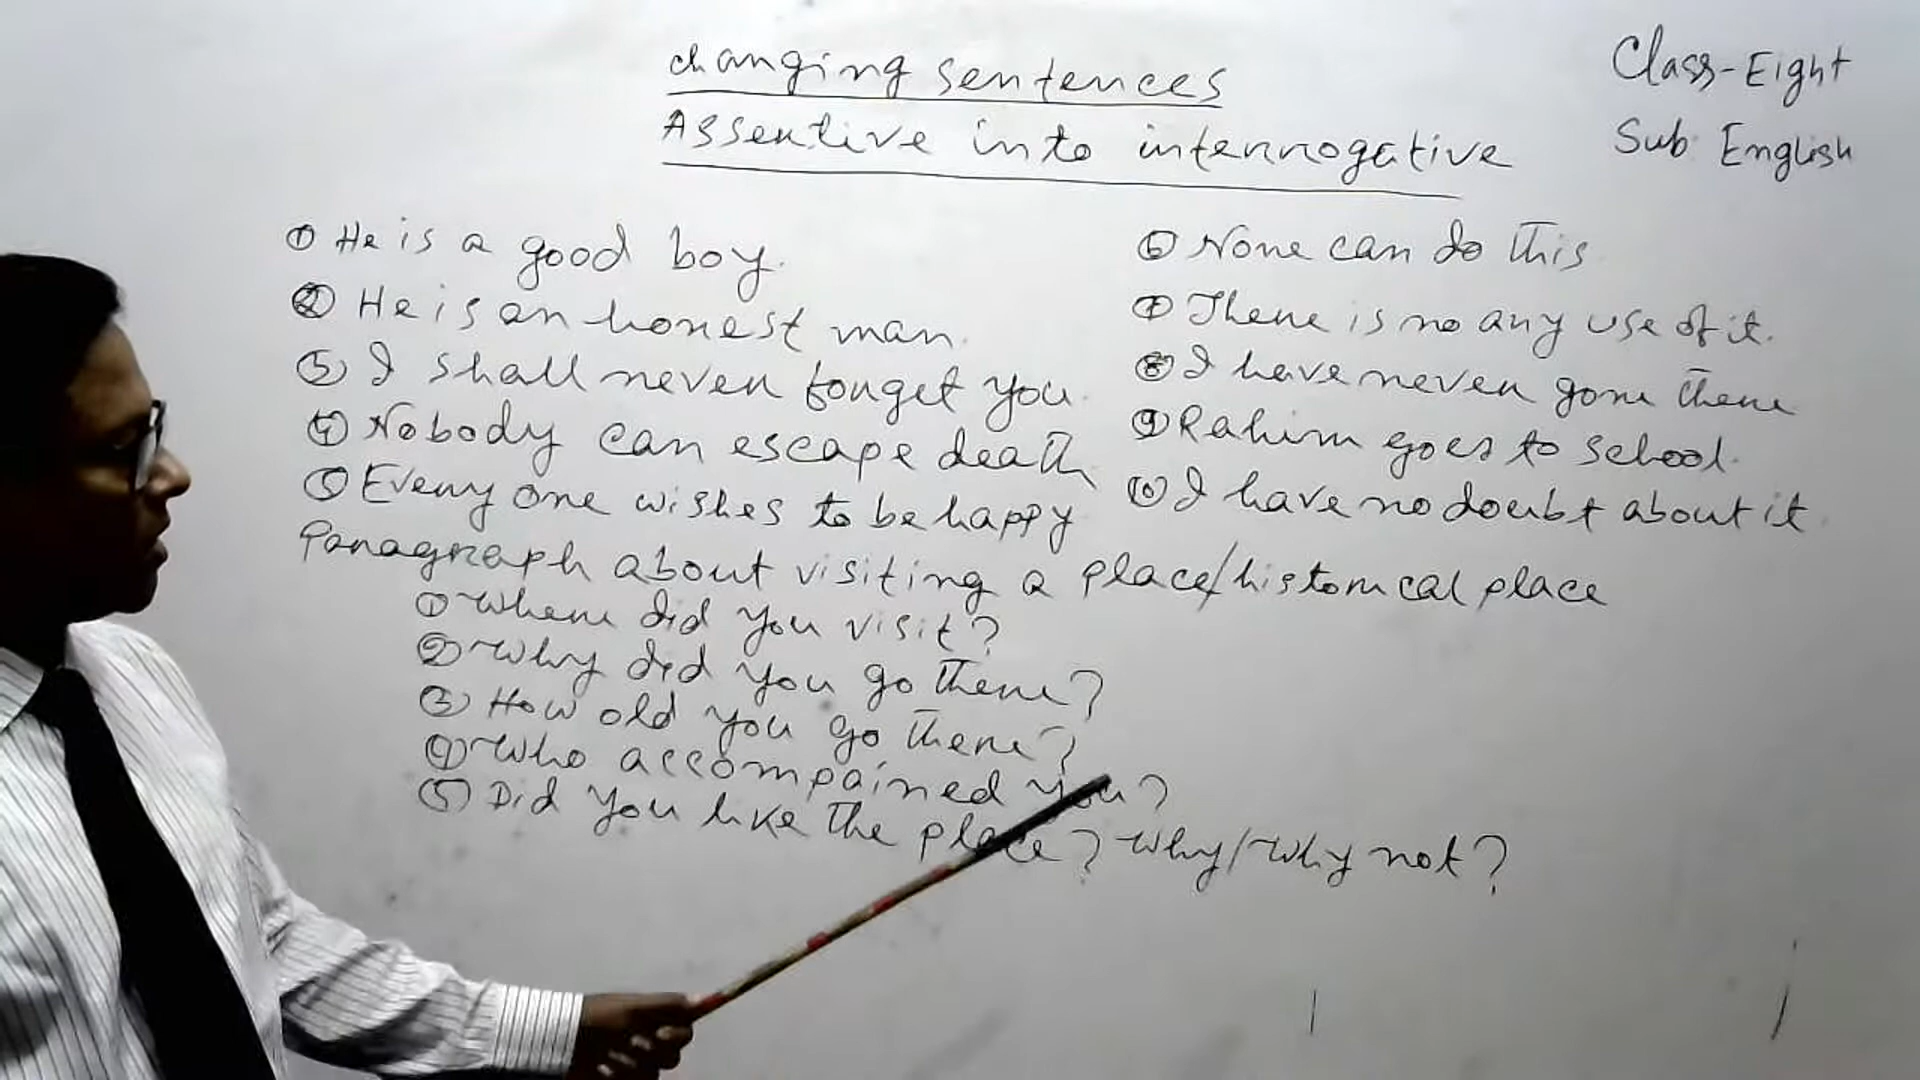 changing sentences
Assertive into interrogative
Class-Eight
Sub: English
① He is a good boy.
② He is an honest man.
③ I shall never forget you.
④ Nobody can escape death
⑤ Every one wishes to be happy
⑥ None can do this
⑦ There is no any use of it.
⑧ I have never gone there
⑨ Rahim goes to school.
⑩ I have no doubt about it.
Paragraph about visiting a place/historical place
① Where did you visit?
② Why did you go there?
③ How old you go there?
④ Who accompained you?
⑤ Did you like the place? Why/Why not?